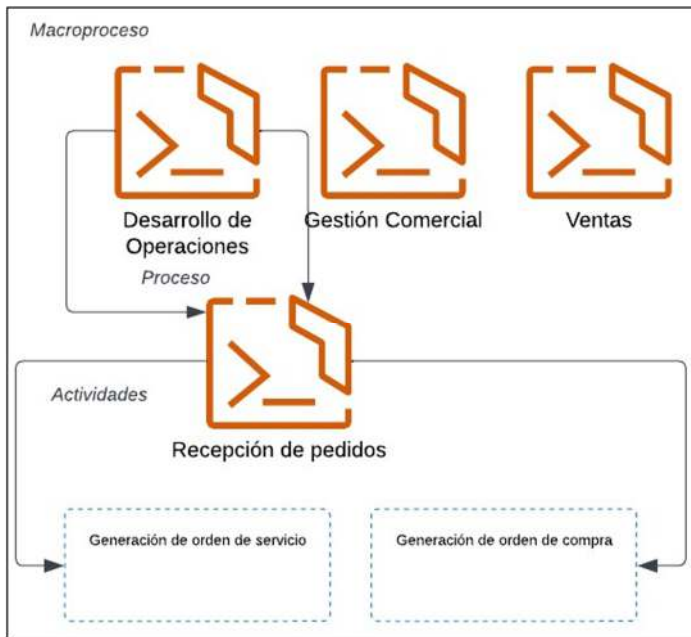 Macroproceso
Desarrollo de
Operaciones
Gestión Comercial
Ventas
Proceso
Actividades
Recepción de pedidos
Generación de orden de servicio
Generación de orden de compra